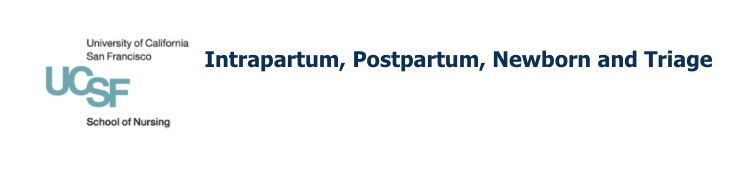 University of California
San Francisco
UCSF
School of Nursing
Intrapartum, Postpartum, Newborn and Triage